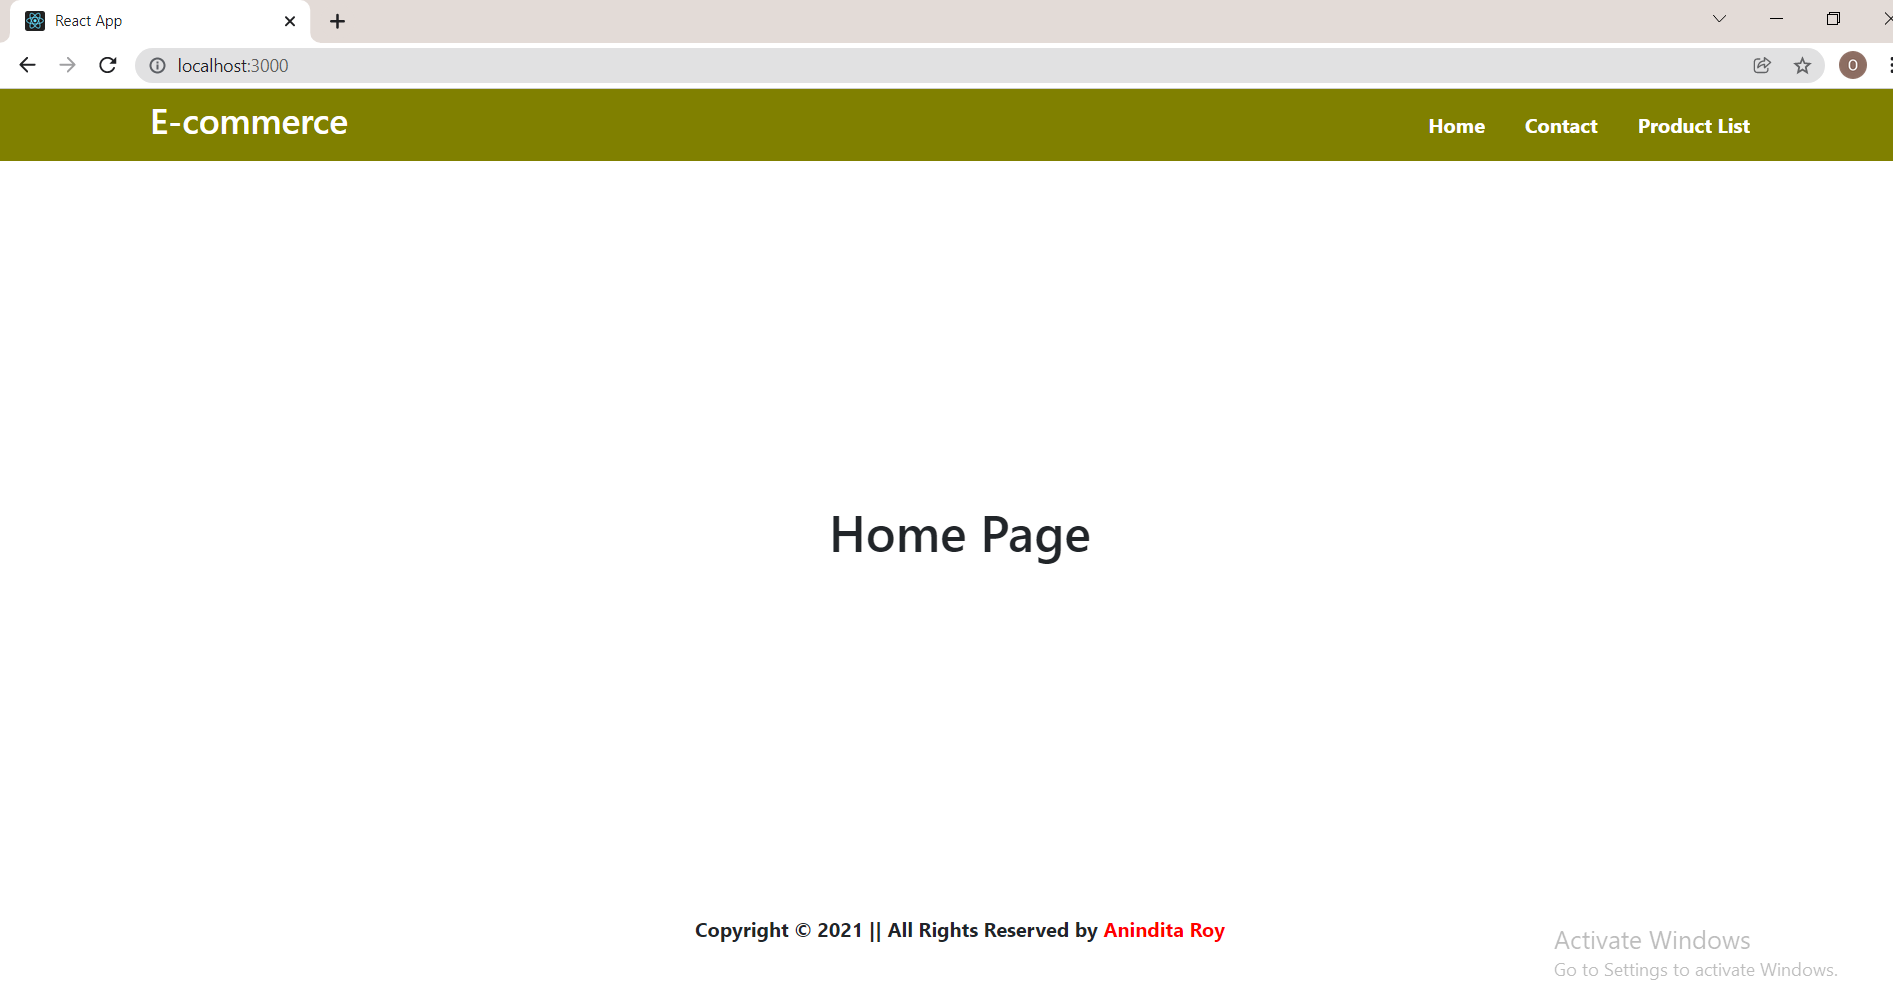 React App
localhost:3000
O
E-commerce
Home Contact Product List
Home Page
Copyright © 2021 || All Rights Reserved by Anindita Roy
Activate Windows
Go to Settings to activate Windows.